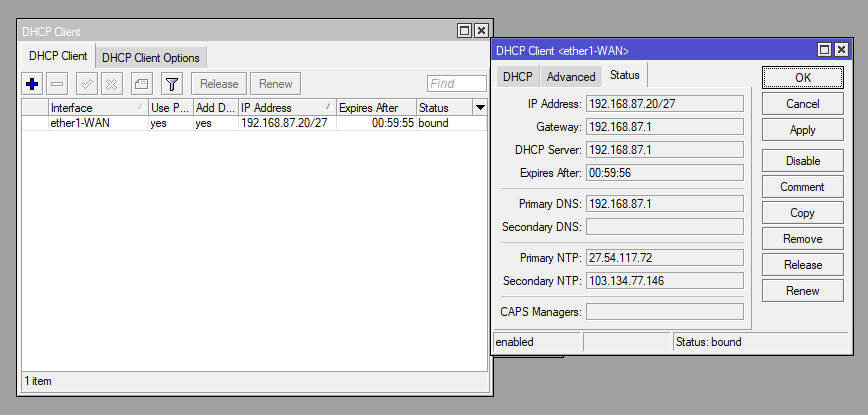 DHCP Client
DHCP Client DHCP Client Options
Release Renew Find
Interface Use P... Add D... IP Address Expires After Status
ether1-WAN yes yes 192.168.87.20/27 00:59:55 bound
1 item
DHCP Client <ether1-WAN>
DHCP Advanced Status
IP Address: 192.168.87.20/27
Gateway: 192.168.87.1
DHCP Server: 192.168.87.1
Expires After: 00:59:56
Primary DNS: 192.168.87.1
Secondary DNS:
Primary NTP: 27.54.117.72
Secondary NTP: 103.134.77.146
CAPS Managers:
OK
Cancel
Apply
Disable
Comment
Copy
Remove
Release
Renew
enabled Status: bound